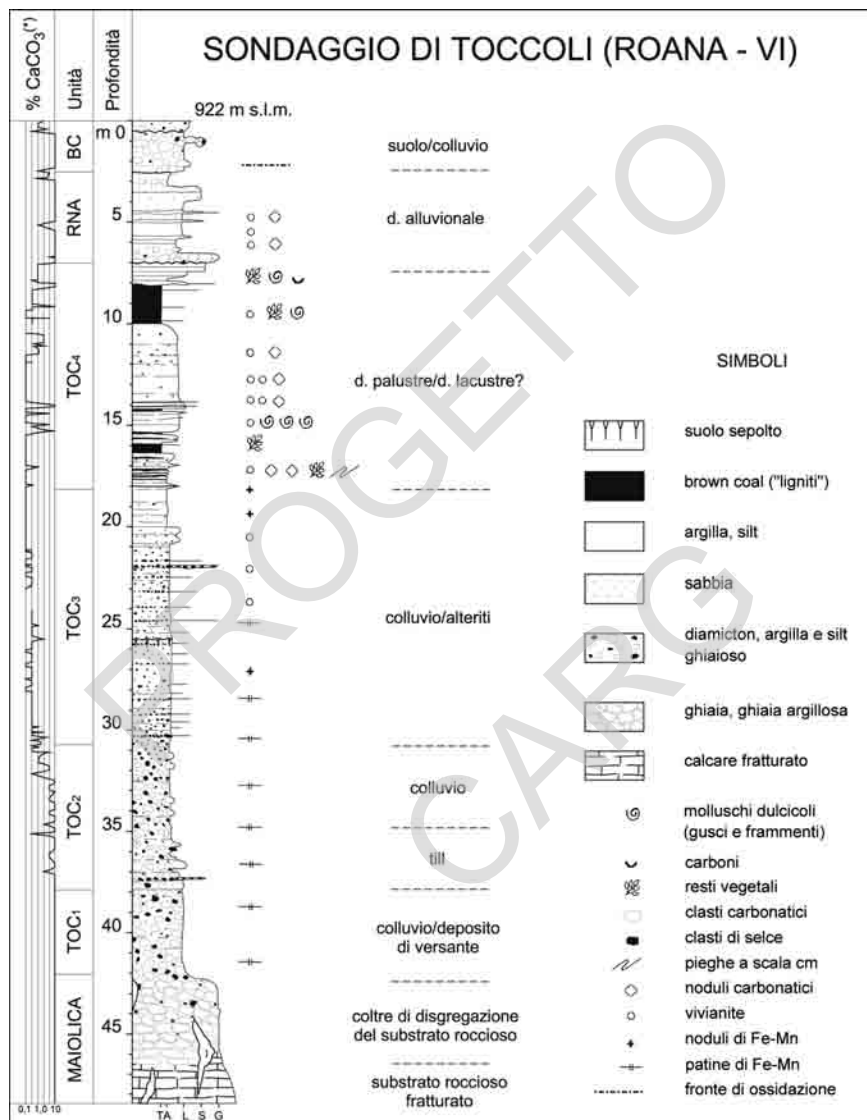 SONDAGGIO DI TOCCOLI (ROANA - VI)
% CaCO3(*)
Unità
Profondità
922 m s.l.m.
m 0
5
10
15
20
25
30
35
40
45
BC
RNA
TOC4
TOC3
TOC2
TOC1
MAIOLICA
0,1 1,0 10
TA L S G
suolo/colluvio
d. alluvionale
d. palustre/d. lacustre?
colluvio/alteriti
colluvio
till
colluvio/deposito
di versante
coltre di disgregazione
del substrato roccioso
substrato roccioso
fratturato
SIMBOLI
suolo sepolto
brown coal ("ligniti")
argilla, silt
sabbia
diamicton, argilla e silt
ghiaioso
ghiaia, ghiaia argillosa
calcare fratturato
molluschi dulcicoli
(gusci e frammenti)
carboni
resti vegetali
clasti carbonatici
clasti di selce
pieghe a scala cm
noduli carbonatici
vivianite
noduli di Fe-Mn
patine di Fe-Mn
fronte di ossidazione
PROGETTO
CARG